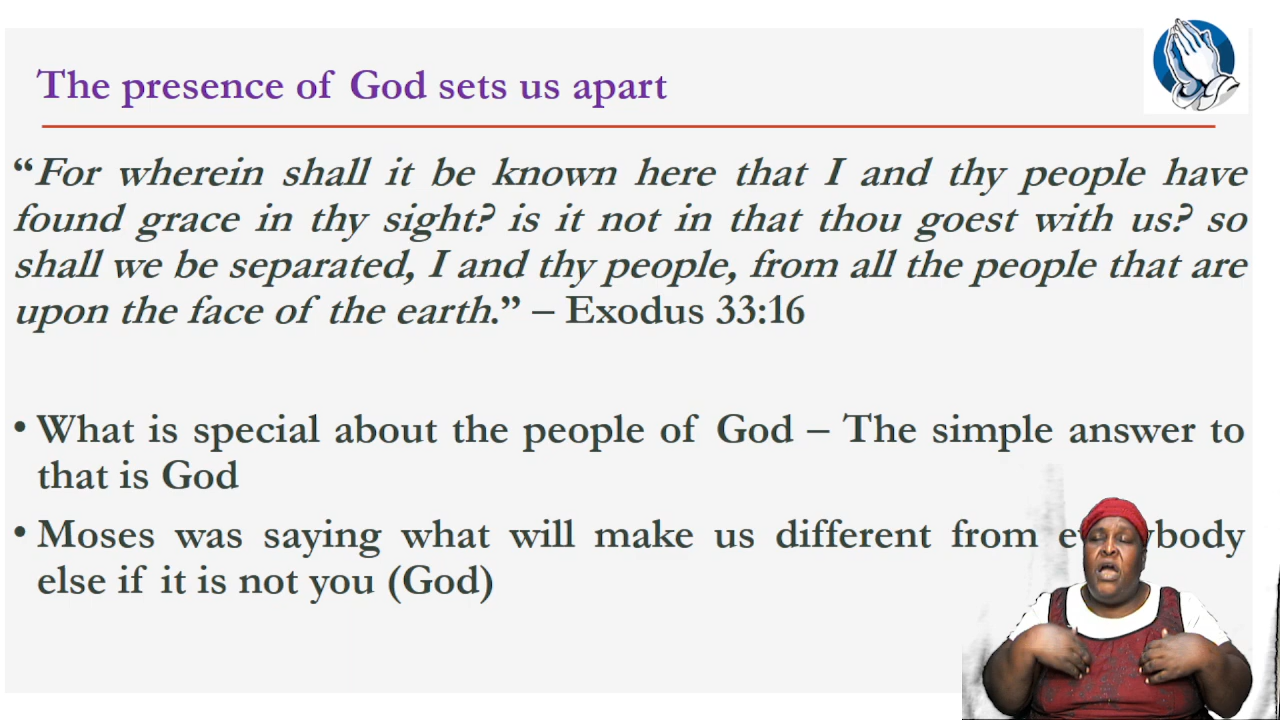 The presence of God sets us apart
“For wherein shall it be known here that I and thy people have
found grace in thy sight? is it not in that thou goest with us? so
shall we be separated, I and thy people, from all the people that are
upon the face of the earth.” – Exodus 33:16
• What is special about the people of God – The simple answer to
that is God
• Moses was saying what will make us different from
else if it is not you (God)